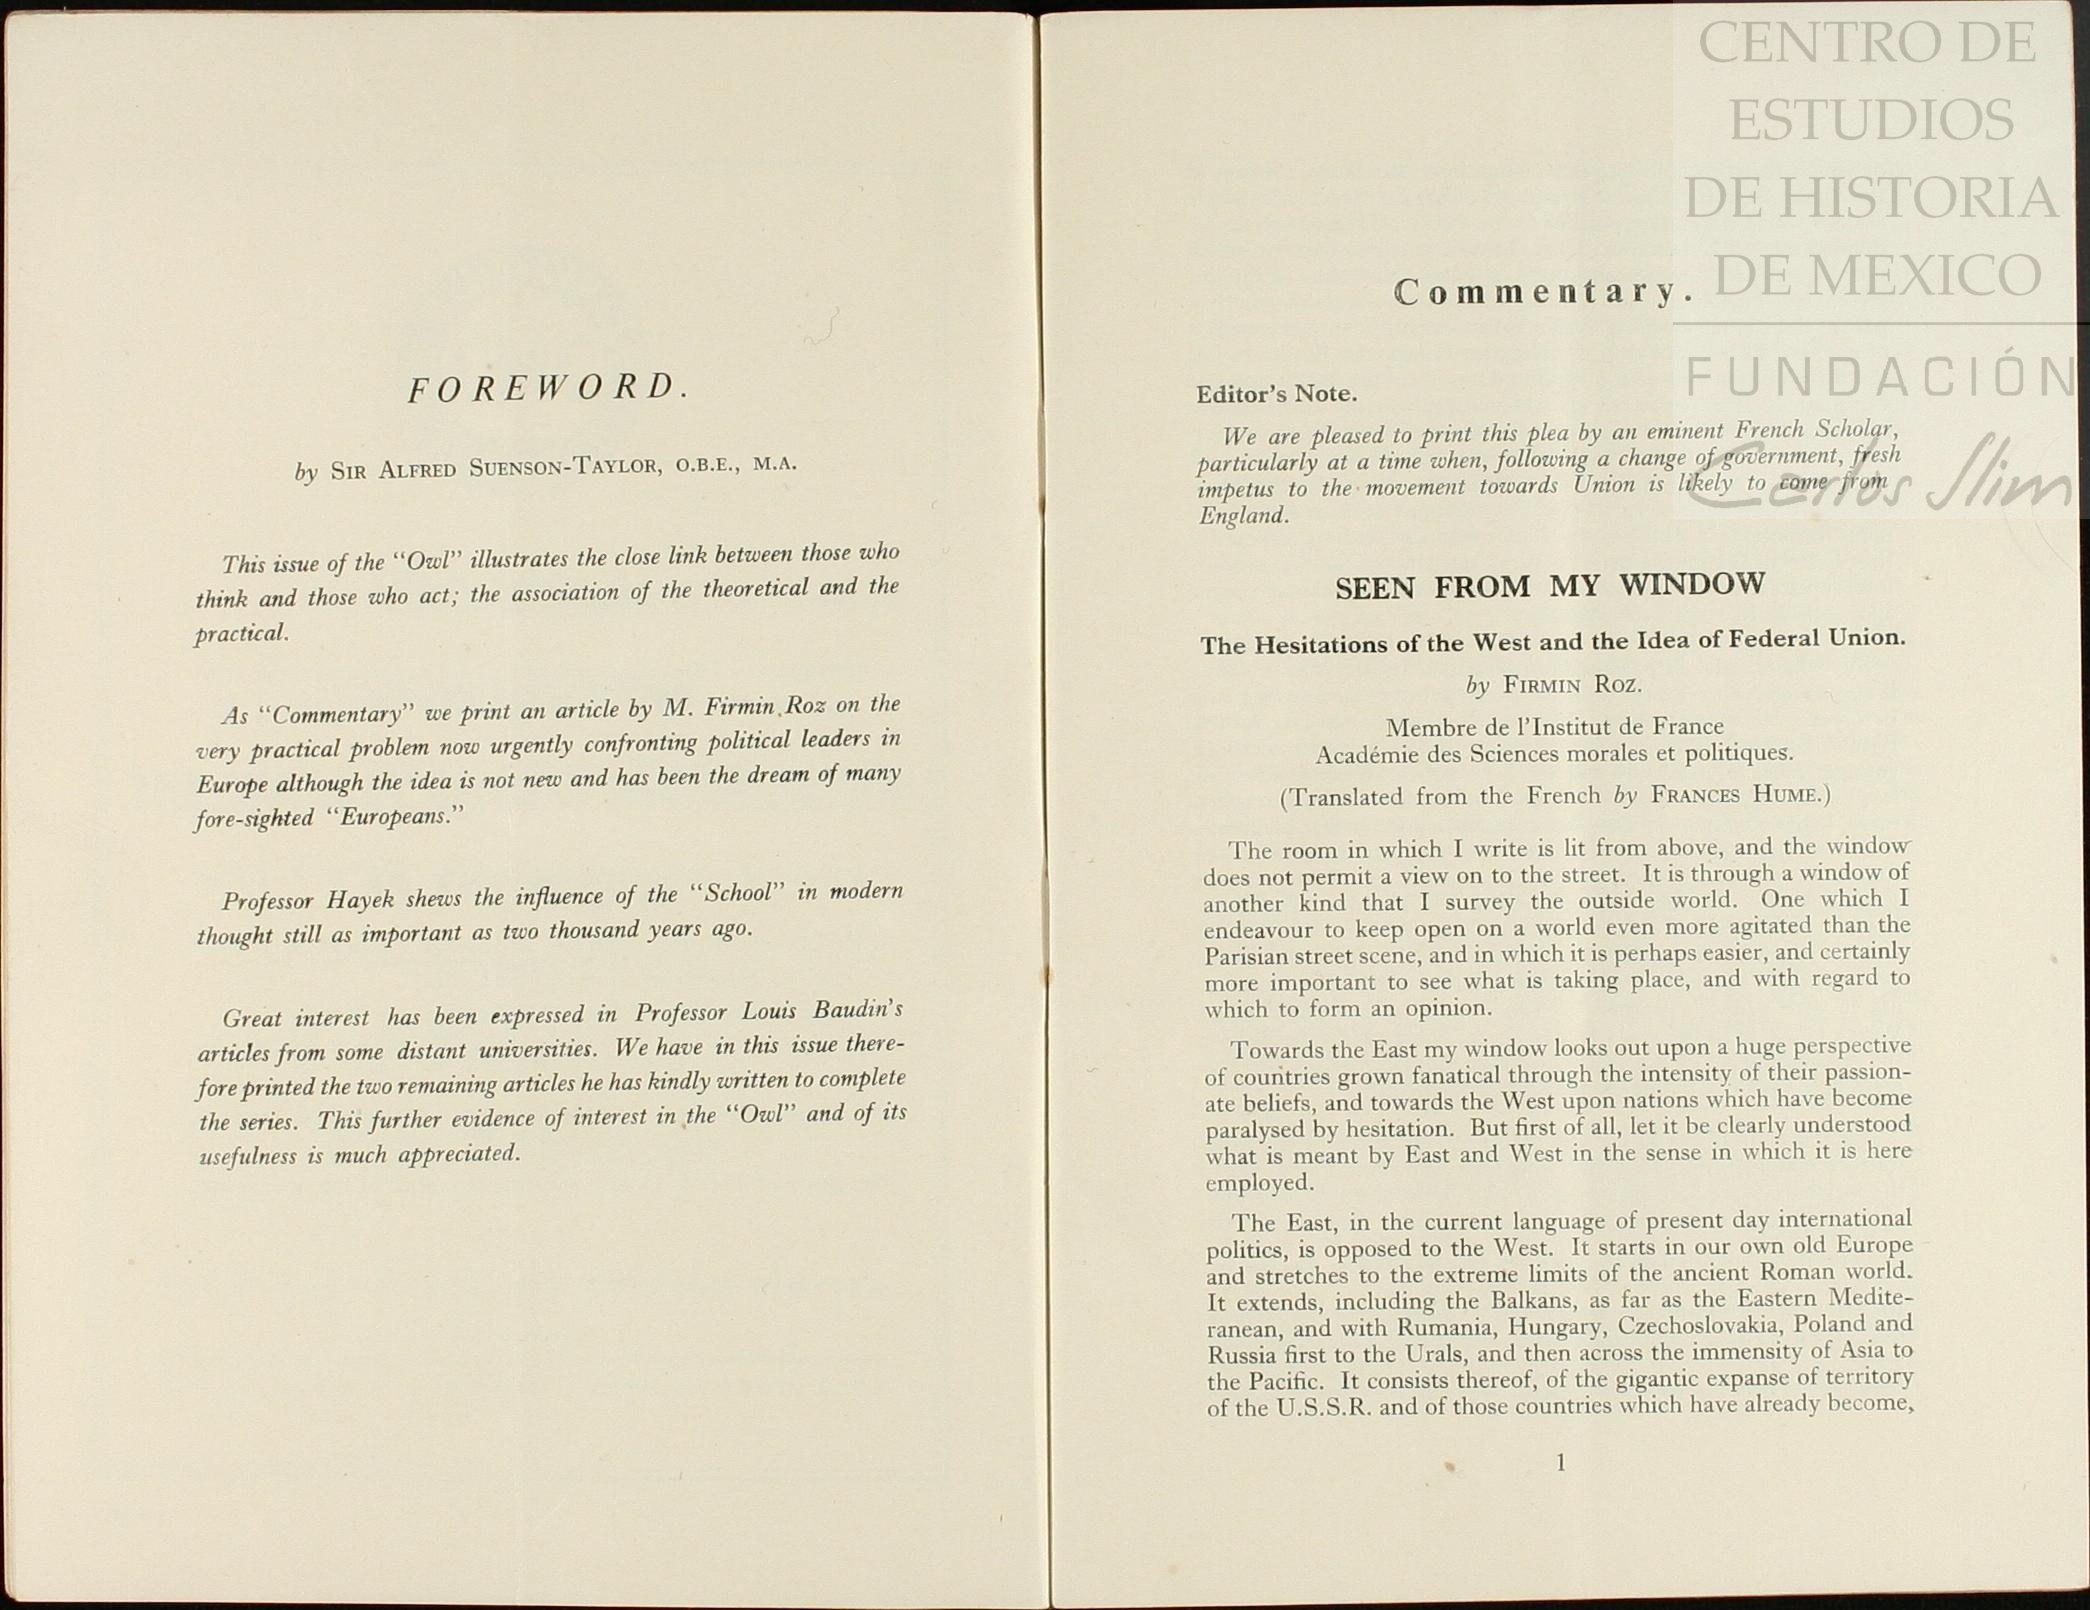 FOREWORD.
by SIR ALFRED SUENSON-TAYLOR, O.B.E., M.A.
This issue of the "Owl" illustrates the close link between those who
think and those who act; the association of the theoretical and the
practical.
As "Commentary" we print an article by M. Firmin Roz on the
very practical problem now urgently confronting political leaders in
Europe although the idea is not new and has been the dream of many
fore-sighted "Europeans."
Professor Hayek shews the influence of the "School" in modern
thought still as important as two thousand years ago.
Great interest has been expressed in Professor Louis Baudin's
articles from some distant universities. We have in this issue there-
fore printed the two remaining articles he has kindly written to complete
the series. This further evidence of interest in the "Owl" and of its
usefulness is much appreciated.
CENTRO DE
ESTUDIOS
DE HISTORIA
DE MEXICO
FUNDACIÓN
Carlos Slim
Commentary.
Editor's Note.
We are pleased to print this plea by an eminent French Scholar,
particularly at a time when, following a change of government, fresh
impetus to the movement towards Union is likely to come from
England.
SEEN FROM MY WINDOW
The Hesitations of the West and the Idea of Federal Union.
by FIRMIN ROZ.
Membre de l'Institut de France
Académie des Sciences morales et politiques.
(Translated from the French by FRANCES HUME.)
The room in which I write is lit from above, and the window
does not permit a view on to the street. It is through a window of
another kind that I survey the outside world. One which I
endeavour to keep open on a world even more agitated than the
Parisian street scene, and in which it is perhaps easier, and certainly
more important to see what is taking place, and with regard to
which to form an opinion.
Towards the East my window looks out upon a huge perspective
of countries grown fanatical through the intensity of their passion-
ate beliefs, and towards the West upon nations which have become
paralysed by hesitation. But first of all, let it be clearly understood
what is meant by East and West in the sense in which it is here
employed.
The East, in the current language of present day international
politics, is opposed to the West. It starts in our own old Europe
and stretches to the extreme limits of the ancient Roman world.
It extends, including the Balkans, as far as the Eastern Medite-
ranean, and with Rumania, Hungary, Czechoslovakia, Poland and
Russia first to the Urals, and then across the immensity of Asia to
the Pacific. It consists thereof, of the gigantic expanse of territory
of the U.S.S.R. and of those countries which have already become,
1